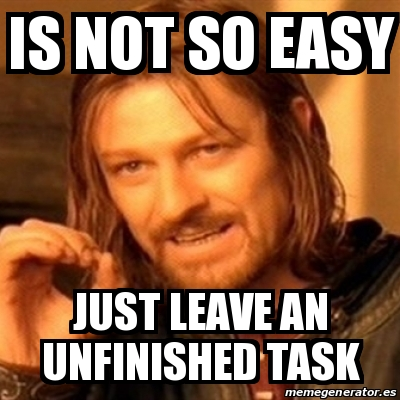 IS NOT SO EASY
JUST LEAVE AN
UNFINISHED TASK
memegenerator.es